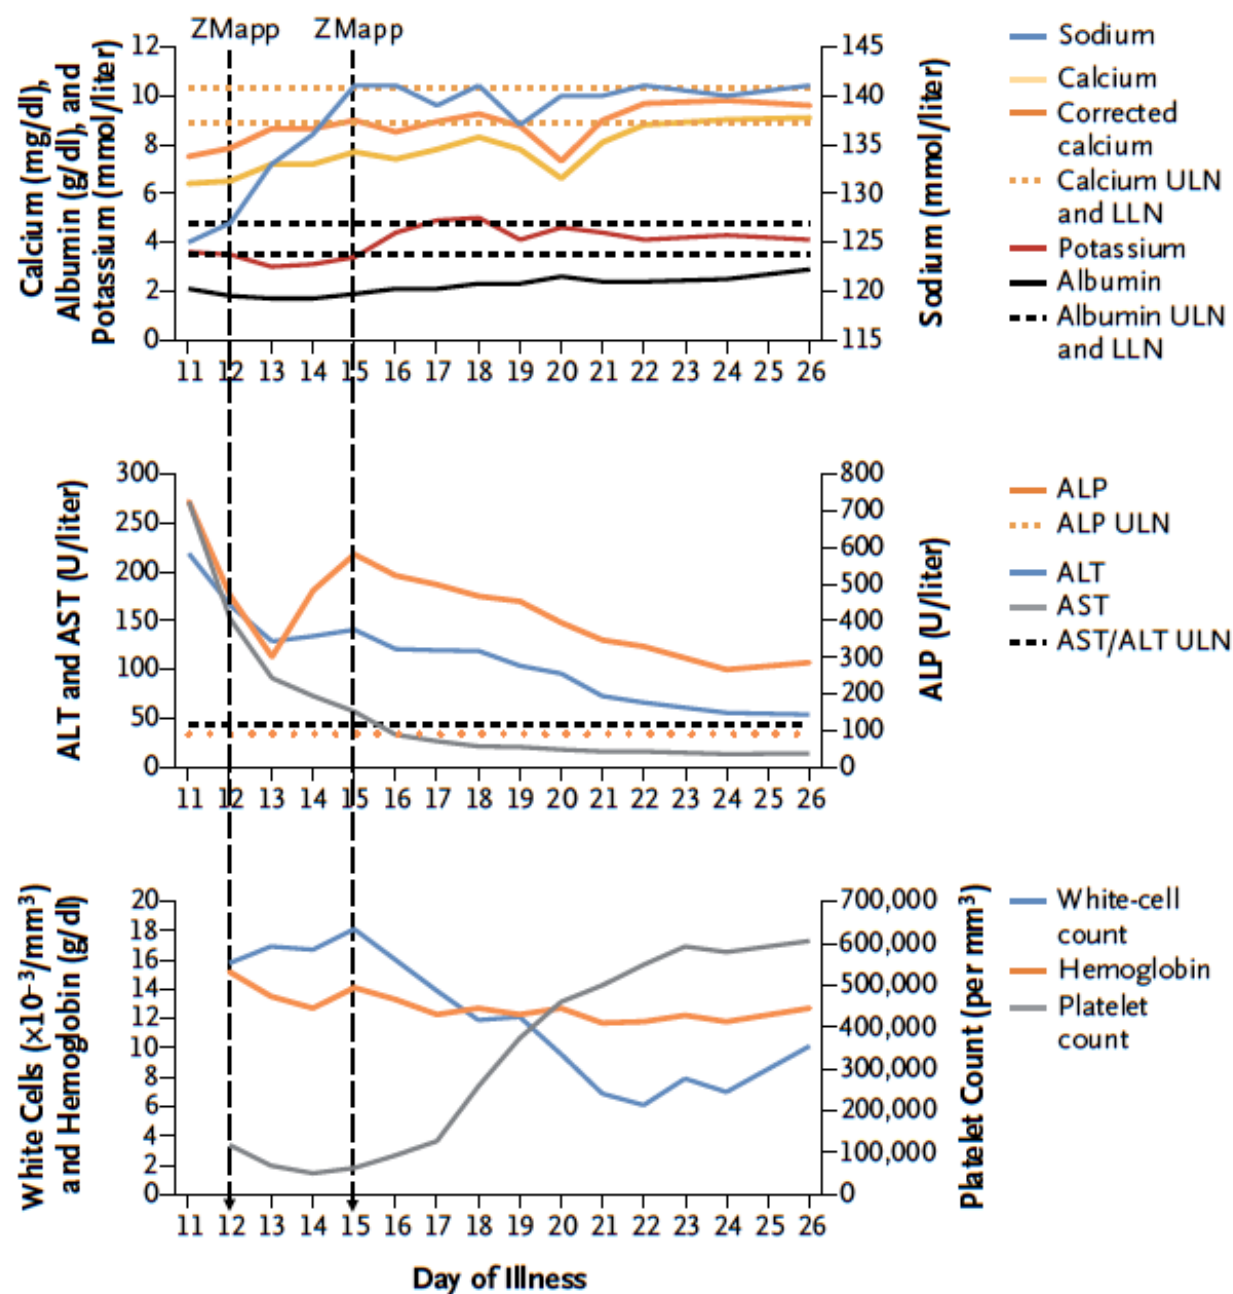 ZMapp ZMapp
Calcium (mg/dl),
Albumin (g/dl), and
Potassium (mmol/liter)
12
10
8
6
4
2
0
145
140
135
130
125
120
115
Sodium (mmol/liter)
11 12 13 14 15 16 17 18 19 20 21 22 23 24 25 26
Sodium
Calcium
Corrected
calcium
Calcium ULN
and LLN
Potassium
Albumin
Albumin ULN
and LLN
ALT and AST (U/liter)
300
250
200
150
100
50
0
800
700
600
500
400
300
200
100
0
ALP (U/liter)
11 12 13 14 15 16 17 18 19 20 21 22 23 24 25 26
ALP
ALP ULN
ALT
AST
AST/ALT ULN
White Cells (×10⁻³/mm³)
and Hemoglobin (g/dl)
20
18
16
14
12
10
8
6
4
2
0
700,000
600,000
500,000
400,000
300,000
200,000
100,000
0
Platelet Count (per mm³)
11 12 13 14 15 16 17 18 19 20 21 22 23 24 25 26
White-cell
count
Hemoglobin
Platelet
count
Day of Illness